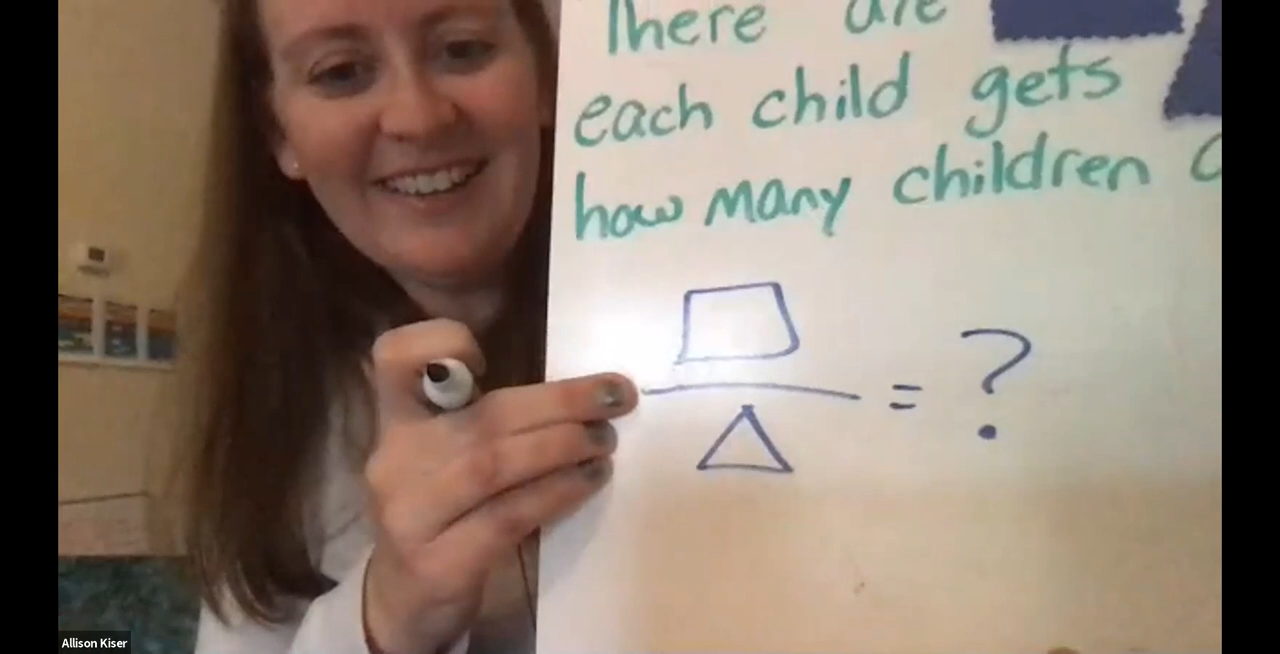 There are
each child gets
how many children
= ?
Allison Kiser